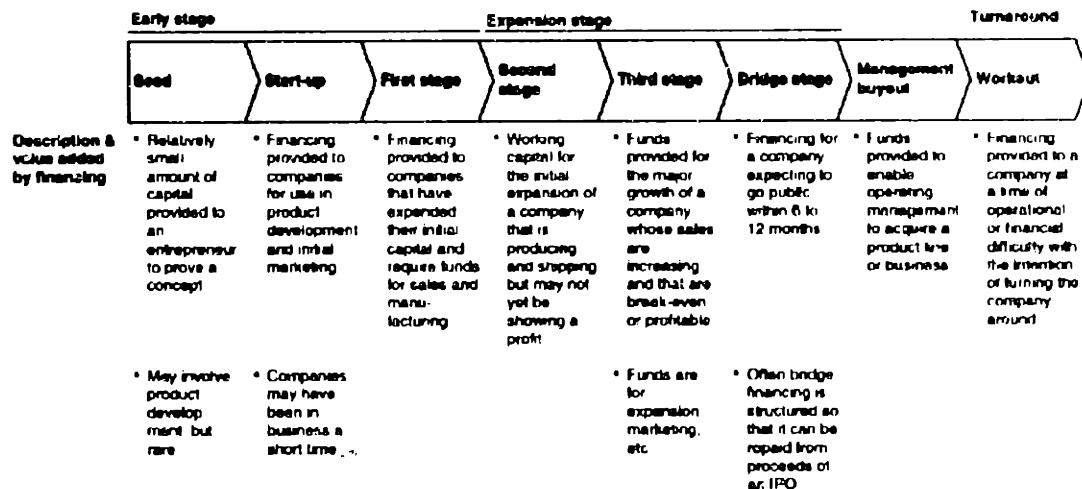 Early stage
Expansion stage
Turnaround
Seed
Start-up
First stage
Second
stage
Third stage
Bridge stage
Management
buyout
Workout
Description &
value added
by financing
• Relatively
small
amount of
capital
provided to
an
entrepreneur
to prove a
concept
• Financing
provided to
companies
for use in
product
development
and initial
marketing
• Financing
provided to
companies
that have
expanded
their initial
capital and
require funds
for sales and
manu-
facturing
• Working
capital for
the initial
expansion of
a company
that is
producing
and shipping
but may not
yet be
showing a
profit
• Funds
provided for
the major
growth of a
company
whose sales
are
increasing
and that are
break-even
or profitable
• Financing for
a company
expecting to
go public
within 6 to
12 months
• Funds
provided to
enable
operating
management
to acquire a
product line
or business
• Financing
provided to a
company at
a time of
operational
or financial
difficulty with
the intention
of turning the
company
around
• May involve
product
develop
ment but
rare
• Companies
may have
been in
business a
short time
• Funds are
for
expansion
marketing,
etc
• Often bridge
financing is
structured so
that it can be
repaid from
proceeds of
an IPO